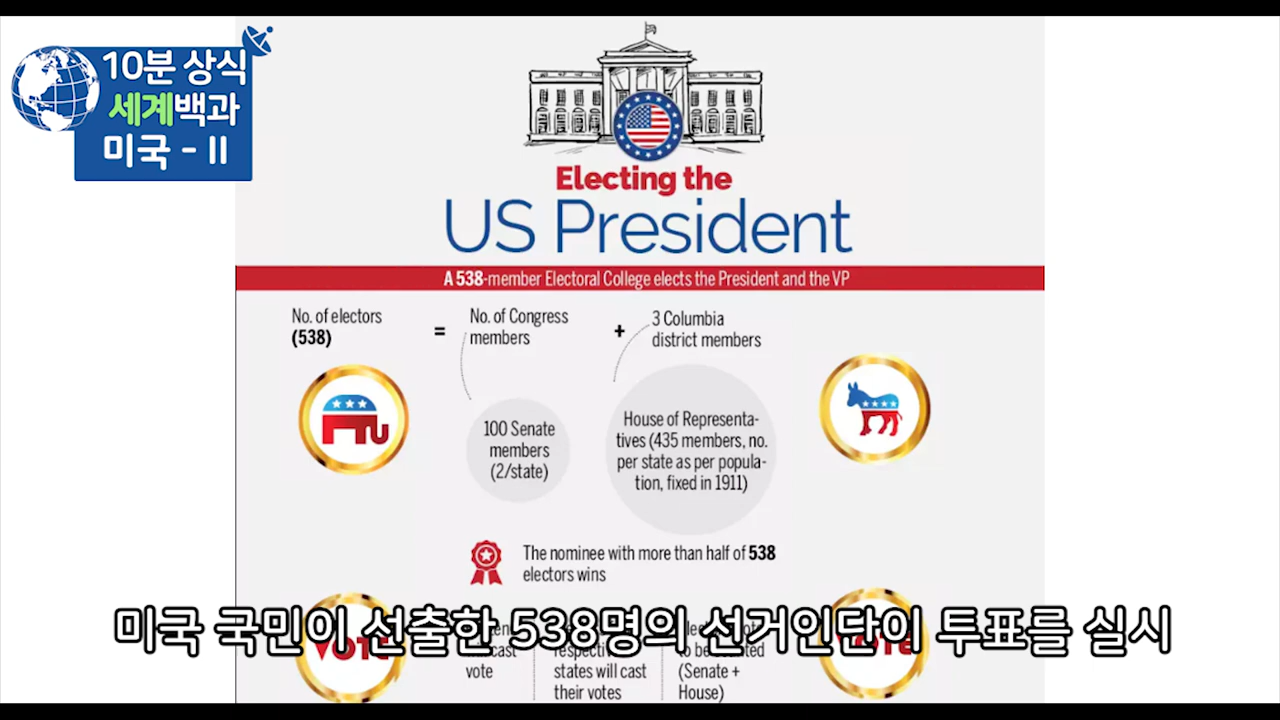 10분 상식
세계백과
미국 - II
Electing the
US President
A 538-member Electoral College elects the President and the VP
No. of electors
(538)
=
No. of Congress
members
+
3 Columbia
district members
100 Senate
members
(2/state)
House of Representa-
tives (435 members, no.
per state as per popula-
tion, fixed in 1911)
The nominee with more than half of 538
electors wins
미국 국민이 선출한 538명의 선거인단이 투표를 실시
VOTE
cast
vote
states will cast
their votes
(Senate +
House)